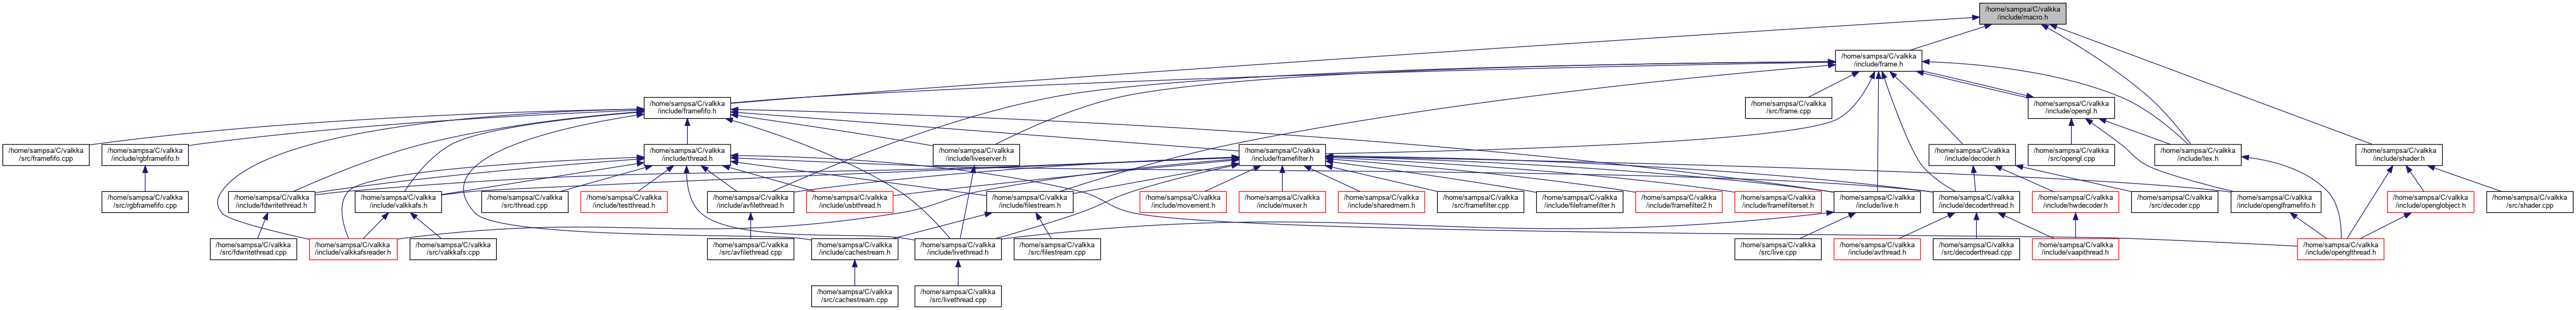 /home/sampsa/C/valkka
/include/macro.h
/home/sampsa/C/valkka
/include/frame.h
/home/sampsa/C/valkka
/include/framefifo.h
/home/sampsa/C/valkka
/src/frame.cpp
/home/sampsa/C/valkka
/include/opengl.h
/home/sampsa/C/valkka
/src/framefifo.cpp
/home/sampsa/C/valkka
/include/rgbframefifo.h
/home/sampsa/C/valkka
/include/thread.h
/home/sampsa/C/valkka
/include/liveserver.h
/home/sampsa/C/valkka
/include/framefilter.h
/home/sampsa/C/valkka
/include/decoder.h
/home/sampsa/C/valkka
/src/opengl.cpp
/home/sampsa/C/valkka
/include/tex.h
/home/sampsa/C/valkka
/include/shader.h
/home/sampsa/C/valkka
/src/rgbframefifo.cpp
/home/sampsa/C/valkka
/include/fdwritethread.h
/home/sampsa/C/valkka
/include/valkkafs.h
/home/sampsa/C/valkka
/src/thread.cpp
/home/sampsa/C/valkka
/include/testthread.h
/home/sampsa/C/valkka
/include/avfilethread.h
/home/sampsa/C/valkka
/include/usbthread.h
/home/sampsa/C/valkka
/include/filestream.h
/home/sampsa/C/valkka
/include/movement.h
/home/sampsa/C/valkka
/include/muxer.h
/home/sampsa/C/valkka
/include/sharedmem.h
/home/sampsa/C/valkka
/src/framefilter.cpp
/home/sampsa/C/valkka
/include/fileframefilter.h
/home/sampsa/C/valkka
/include/framefilter2.h
/home/sampsa/C/valkka
/include/framefilterset.h
/home/sampsa/C/valkka
/include/live.h
/home/sampsa/C/valkka
/include/decoderthread.h
/home/sampsa/C/valkka
/include/hwdecoder.h
/home/sampsa/C/valkka
/src/decoder.cpp
/home/sampsa/C/valkka
/include/openglframefifo.h
/home/sampsa/C/valkka
/include/openglobject.h
/home/sampsa/C/valkka
/src/shader.cpp
/home/sampsa/C/valkka
/src/fdwritethread.cpp
/home/sampsa/C/valkka
/include/valkkafsreader.h
/home/sampsa/C/valkka
/src/valkkafs.cpp
/home/sampsa/C/valkka
/src/avfilethread.cpp
/home/sampsa/C/valkka
/include/cachestream.h
/home/sampsa/C/valkka
/include/livethread.h
/home/sampsa/C/valkka
/src/filestream.cpp
/home/sampsa/C/valkka
/src/live.cpp
/home/sampsa/C/valkka
/include/avthread.h
/home/sampsa/C/valkka
/src/decoderthread.cpp
/home/sampsa/C/valkka
/include/vaapithread.h
/home/sampsa/C/valkka
/include/openglthread.h
/home/sampsa/C/valkka
/src/cachestream.cpp
/home/sampsa/C/valkka
/src/livethread.cpp